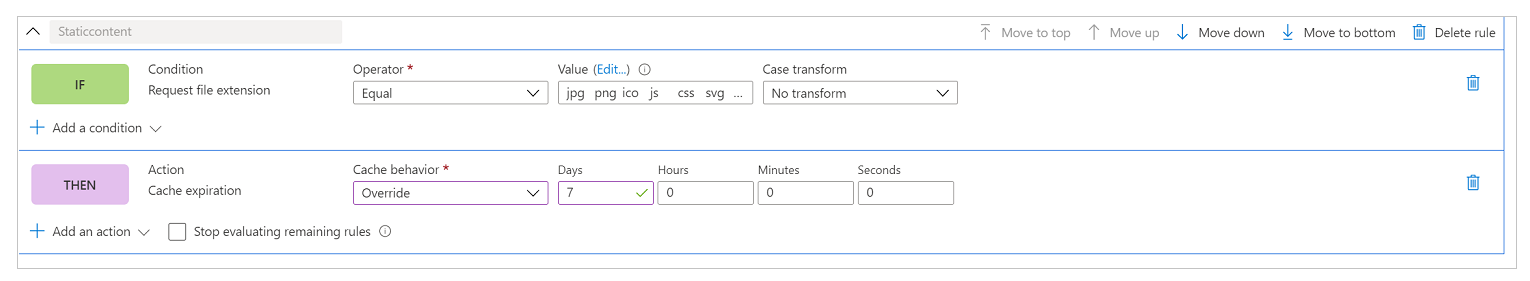 Staticcontent Move to top Move up Move down Move to bottom Delete rule
IF Condition Operator * Value (Edit...) Case transform
Request file extension Equal jpg png ico js css svg ... No transform
Add a condition
THEN Action Cache behavior * Days Hours Minutes Seconds
Cache expiration Override 7 0 0 0
Add an action Stop evaluating remaining rules